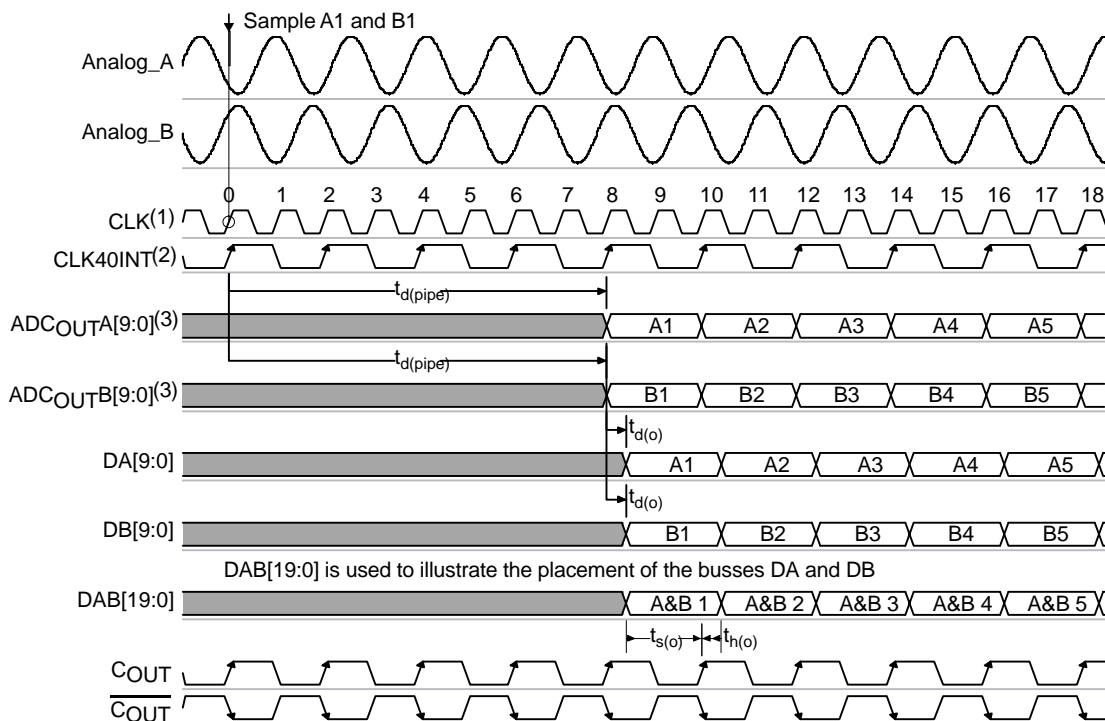 Sample A1 and B1
Analog_A
Analog_B
0 1 2 3 4 5 6 7 8 9 10 11 12 13 14 15 16 17 18
CLK(1)
CLK40INT(2)
td(pipe)
ADCOUTA[9:0](3) A1 A2 A3 A4 A5
td(pipe)
ADCOUTB[9:0](3) B1 B2 B3 B4 B5
td(o)
DA[9:0] A1 A2 A3 A4 A5
td(o)
DB[9:0] B1 B2 B3 B4 B5
DAB[19:0] is used to illustrate the placement of the busses DA and DB
DAB[19:0] A&B 1 A&B 2 A&B 3 A&B 4 A&B 5
ts(o) th(o)
COUT
COUT